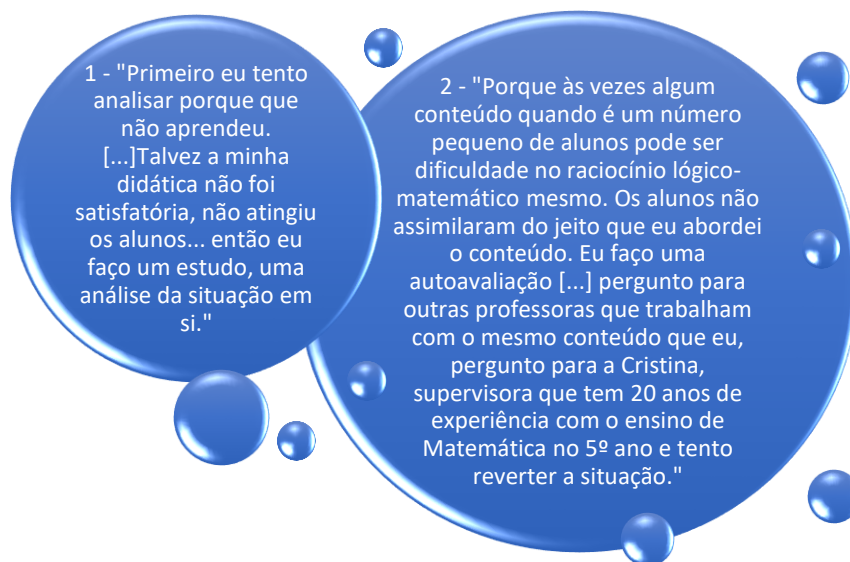 1 - "Primeiro eu tento
analisar porque que
não aprendeu.
[...]Talvez a minha
didática não foi
satisfatória, não atingiu
os alunos... então eu
faço um estudo, uma
análise da situação em
si."
2 - "Porque às vezes algum
conteúdo quando é um número
pequeno de alunos pode ser
dificuldade no raciocínio lógico-
matemático mesmo. Os alunos não
assimilaram do jeito que eu abordei
o conteúdo. Eu faço uma
autoavaliação [...] pergunto para
outras professoras que trabalham
com o mesmo conteúdo que eu,
pergunto para a Cristina,
supervisora que tem 20 anos de
experiência com o ensino de
Matemática no 5º ano e tento
reverter a situação."